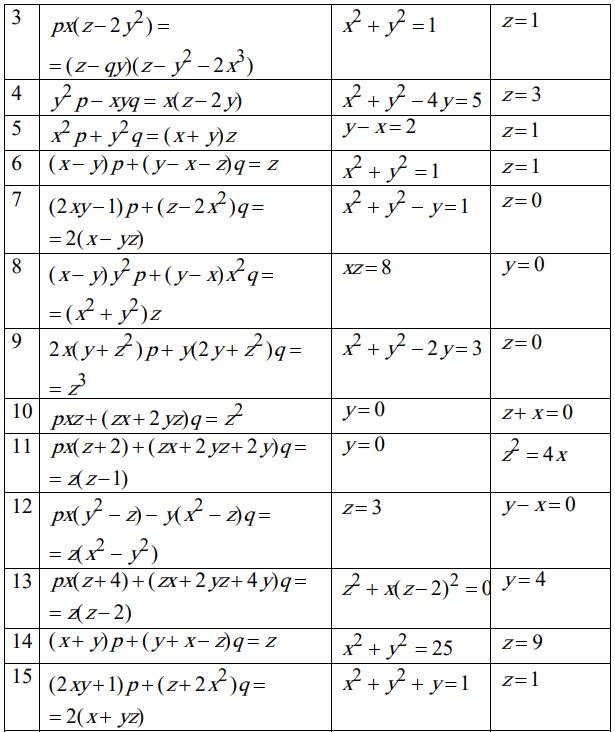 3 px(z−2y²)= x²+y²=1 z=1
=(z−qy)(z−y²−2x³)
4 y²p−xyq=x(z−2y) x²+y²−4y=5 z=3
5 x²p+y²q=(x+y)z y−x=2 z=1
6 (x−y)p+(y−x−z)q=z x²+y²=1 z=1
7 (2xy−1)p+(z−2x²)q= x²+y²−y=1 z=0
=2(x−yz)
8 (x−y)y²p+(y−x)x²q= xz=8 y=0
=(x²+y²)z
9 2x(y+z²)p+y(2y+z²)q= x²+y²−2y=3 z=0
=z³
10 pxz+(zx+2yz)q=z² y=0 z+x=0
11 px(z+2)+(zx+2yz+2y)q= y=0 z²=4x
=z(z−1)
12 px(y²−z)−y(x²−z)q= z=3 y−x=0
=z(x²−y²)
13 px(z+4)+(zx+2yz+4y)q= z²+x(z−2)²=0 y=4
=z(z−2)
14 (x+y)p+(y+x−z)q=z x²+y²=25 z=9
15 (2xy+1)p+(z+2x²)q= x²+y²+y=1 z=1
=2(x+yz)